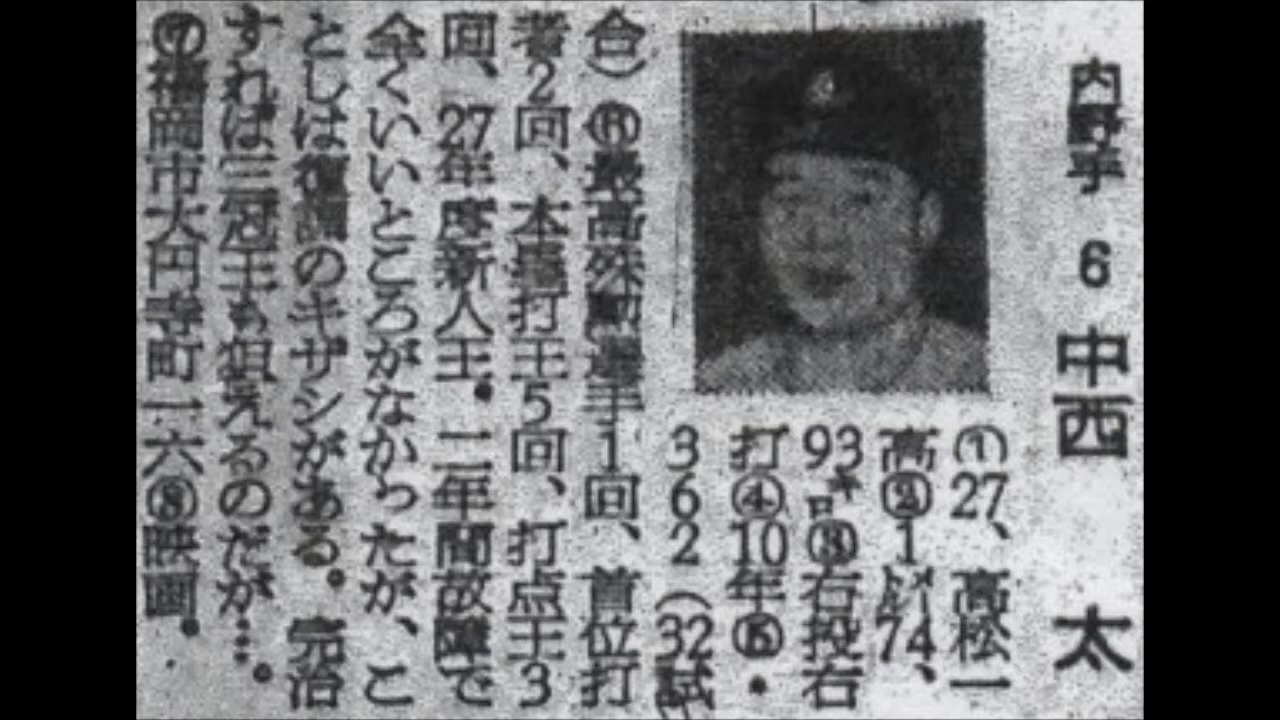 内野手 6 中西 太
①27、高松一
高②1㍍74、
93㌔③右投右
打④10年⑤・
362(32試
合)⑥最高殊勲選手1回、首位打
者2回、本塁打王5回、打点王3
回、27年度新人王。二年間故障で
全くいいところがなかったが、こ
としは復調のキザシがある。完治
すれば三冠王も狙えるのだが…。
⑦福岡市大円寺町一六⑧映画。